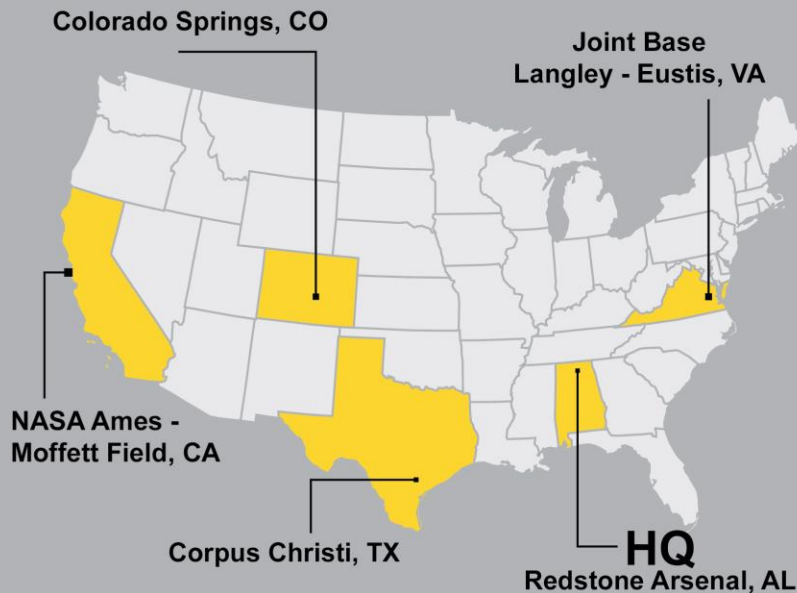 Colorado Springs, CO
Joint Base
Langley - Eustis, VA
NASA Ames -
Moffett Field, CA
Corpus Christi, TX
HQ
Redstone Arsenal, AL